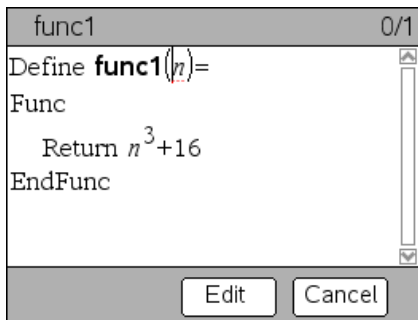 func1 0/1
Define func1(n)=
Func
Return n³+16
EndFunc
Edit Cancel